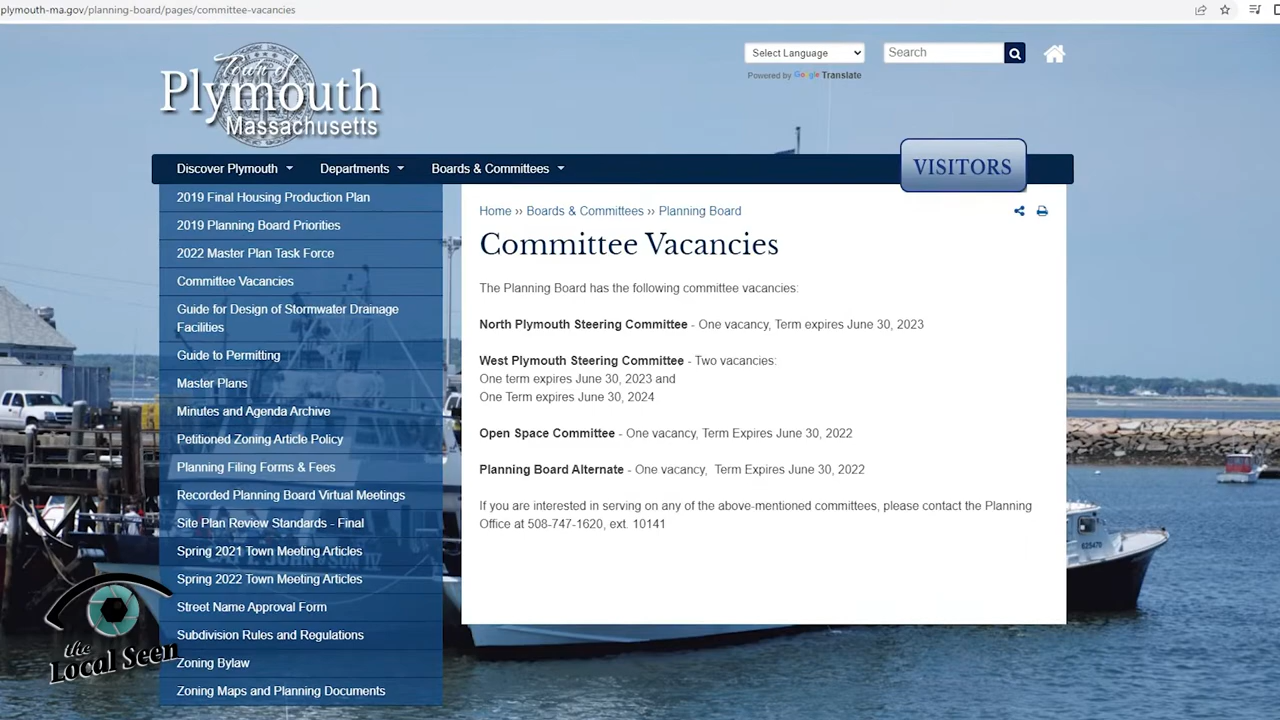 plymouth-ma.gov/planning-board/pages/committee-vacancies
Town of
Plymouth
Massachusetts
Select Language
Search
Powered by Google Translate
Discover Plymouth
Departments
Boards & Committees
VISITORS
2019 Final Housing Production Plan
2019 Planning Board Priorities
2022 Master Plan Task Force
Committee Vacancies
Guide for Design of Stormwater Drainage
Facilities
Guide to Permitting
Master Plans
Minutes and Agenda Archive
Petitioned Zoning Article Policy
Planning Filing Forms & Fees
Recorded Planning Board Virtual Meetings
Site Plan Review Standards - Final
Spring 2021 Town Meeting Articles
Spring 2022 Town Meeting Articles
Street Name Approval Form
Subdivision Rules and Regulations
Zoning Bylaw
Zoning Maps and Planning Documents
Home ›› Boards & Committees ›› Planning Board
Committee Vacancies
The Planning Board has the following committee vacancies:
North Plymouth Steering Committee - One vacancy, Term expires June 30, 2023
West Plymouth Steering Committee - Two vacancies:
One term expires June 30, 2023 and
One Term expires June 30, 2024
Open Space Committee - One vacancy, Term Expires June 30, 2022
Planning Board Alternate - One vacancy, Term Expires June 30, 2022
If you are interested in serving on any of the above-mentioned committees, please contact the Planning
Office at 508-747-1620, ext. 10141
the
Local Seen
625470